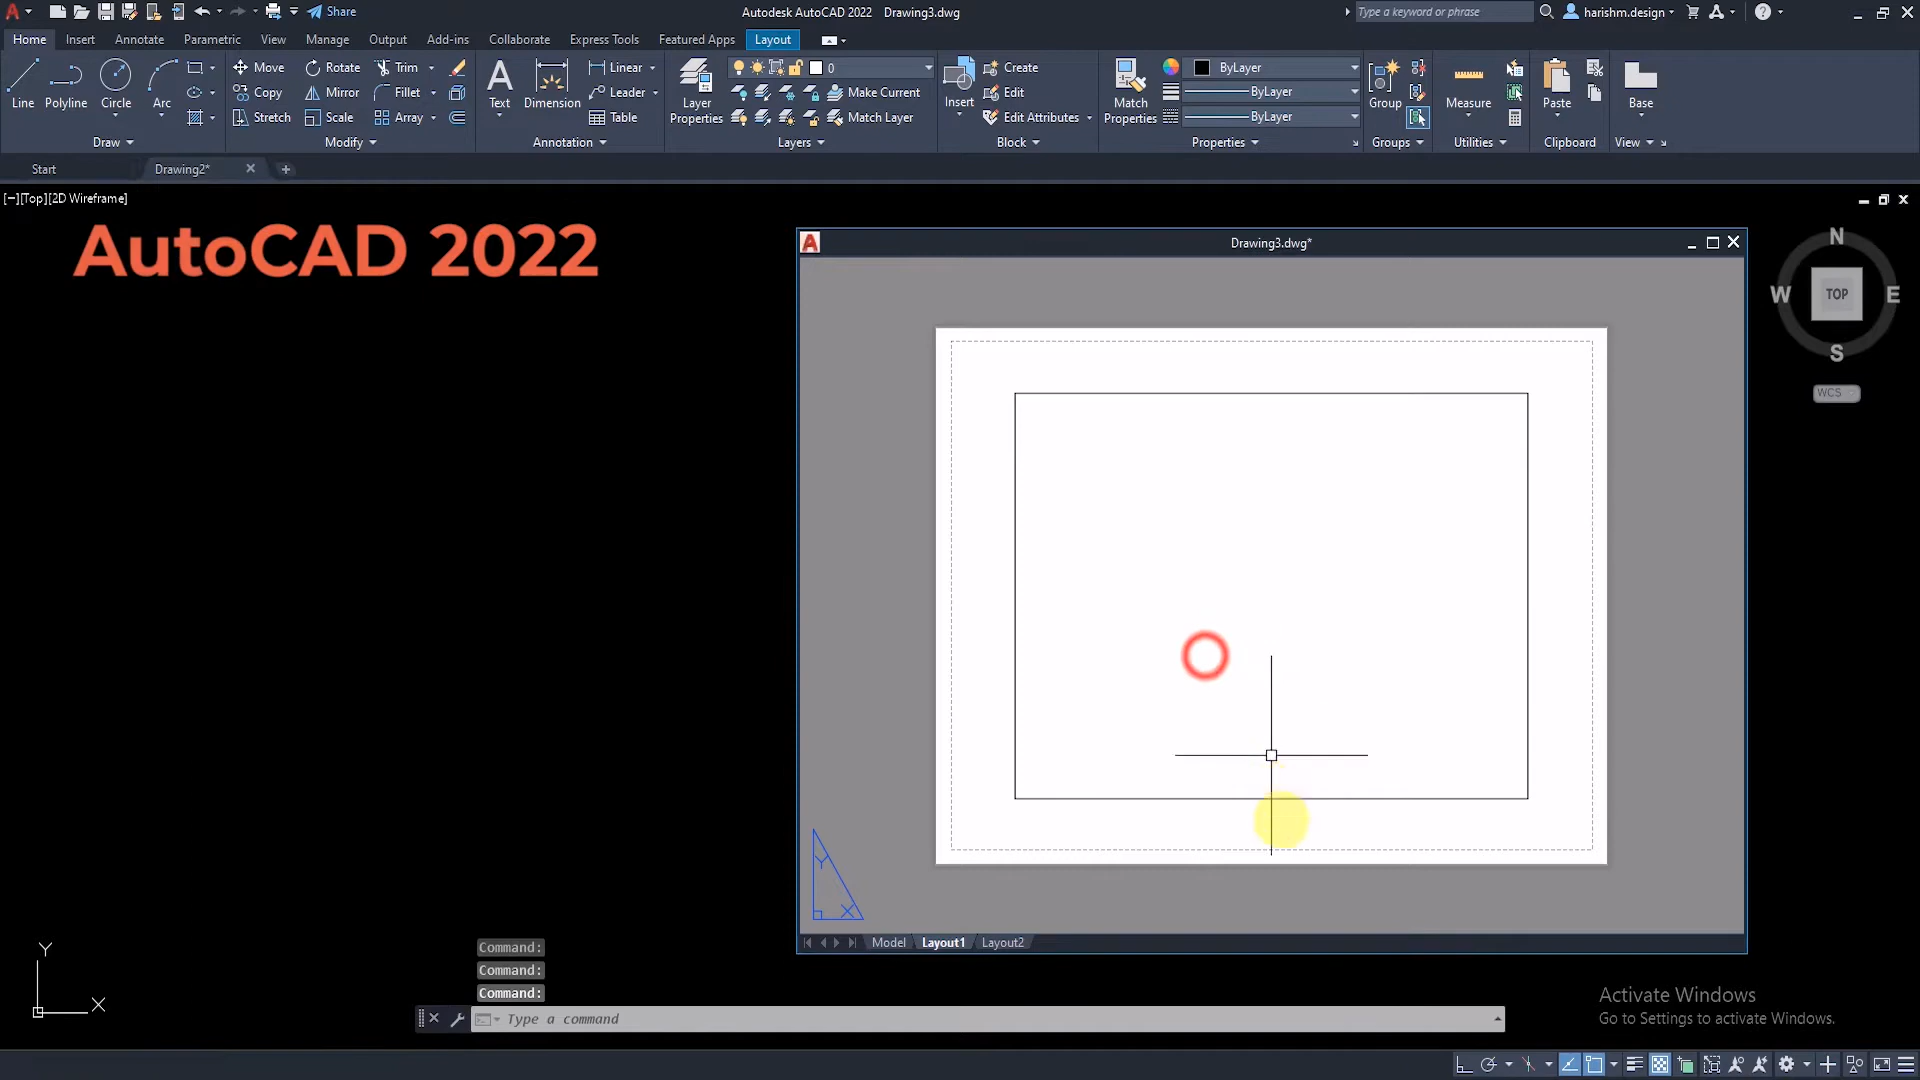 Share
Autodesk AutoCAD 2022 Drawing3.dwg
Type a keyword or phrase
harishm.design
Home Insert Annotate Parametric View Manage Output Add-ins Collaborate Express Tools Featured Apps Layout
Line Polyline Circle Arc
Move Rotate Trim
Copy Mirror Fillet
Stretch Scale Array
Text Dimension
Linear
Leader
Table
Layer Properties
0
Make Current
Match Layer
Insert
Create
Edit
Edit Attributes
Match Properties
ByLayer
ByLayer
ByLayer
Group
Measure
Paste
Base
Draw Modify Annotation Layers Block Properties Groups Utilities Clipboard View
Start Drawing2*
[−][Top][2D Wireframe]
AutoCAD 2022
Drawing3.dwg*
N
W TOP E
S
WCS
Y
X
Model Layout1 Layout2
Y
X
Command:
Command:
Command:
Type a command
Activate Windows
Go to Settings to activate Windows.